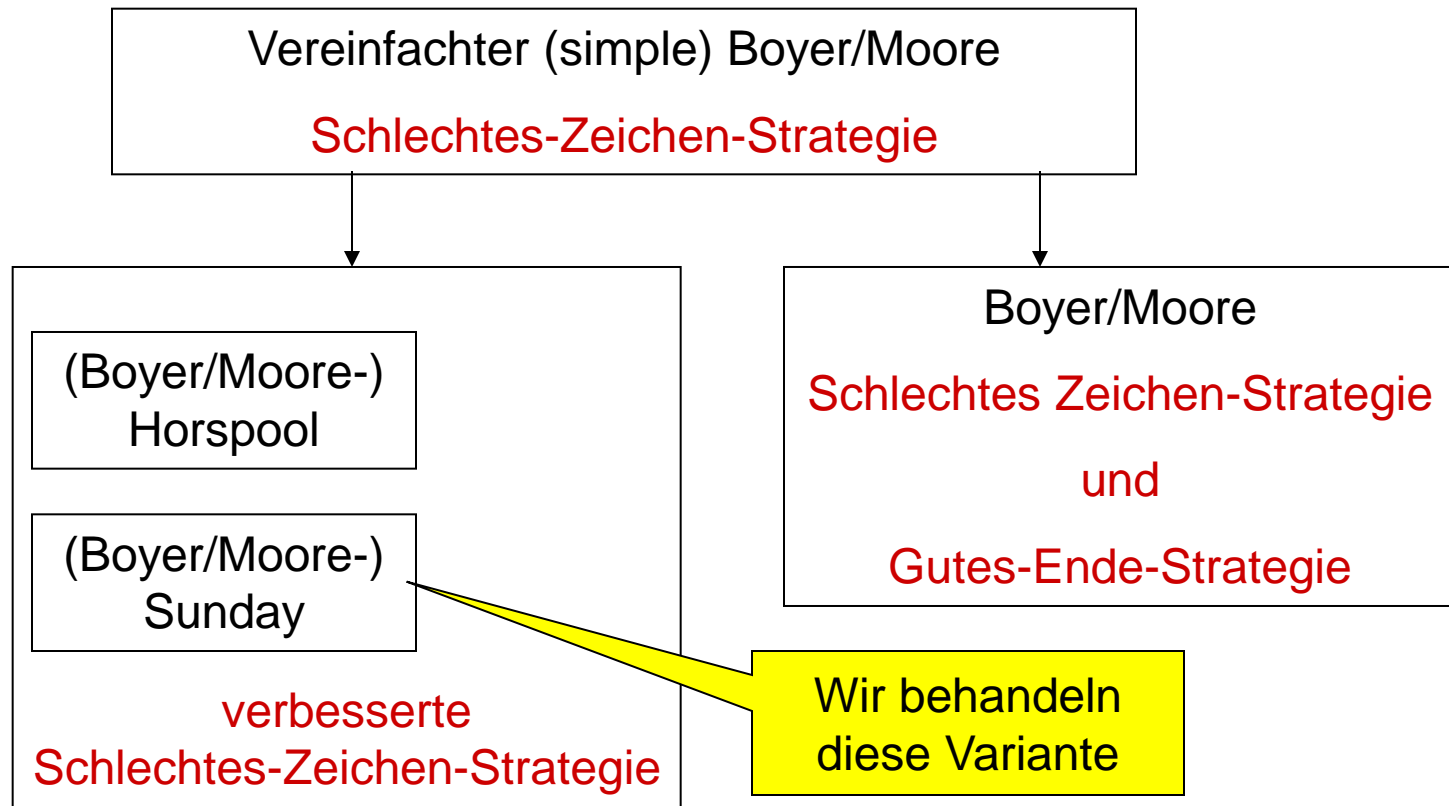 Vereinfachter (simple) Boyer/Moore
Schlechtes-Zeichen-Strategie
(Boyer/Moore-)
Horspool
(Boyer/Moore-)
Sunday
verbesserte
Schlechtes-Zeichen-Strategie
Boyer/Moore
Schlechtes Zeichen-Strategie
und
Gutes-Ende-Strategie
Wir behandeln
diese Variante